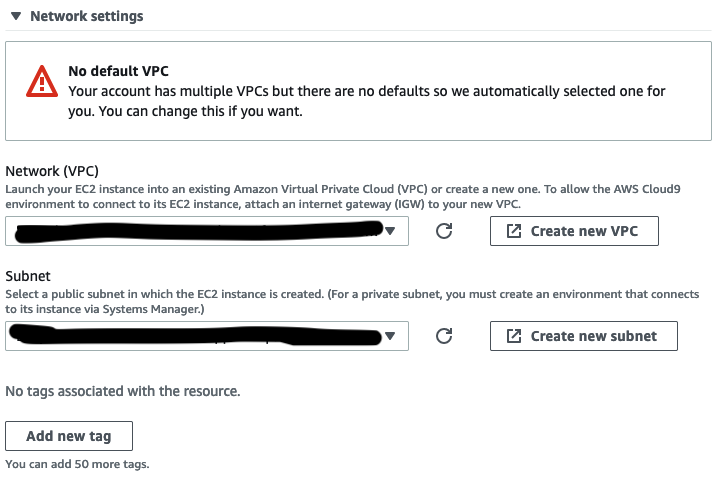 Network settings
No default VPC
Your account has multiple VPCs but there are no defaults so we automatically selected one for
you. You can change this if you want.
Network (VPC)
Launch your EC2 instance into an existing Amazon Virtual Private Cloud (VPC) or create a new one. To allow the AWS Cloud9
environment to connect to its EC2 instance, attach an internet gateway (IGW) to your new VPC.
Create new VPC
Subnet
Select a public subnet in which the EC2 instance is created. (For a private subnet, you must create an environment that connects
to its instance via Systems Manager.)
Create new subnet
No tags associated with the resource.
Add new tag
You can add 50 more tags.